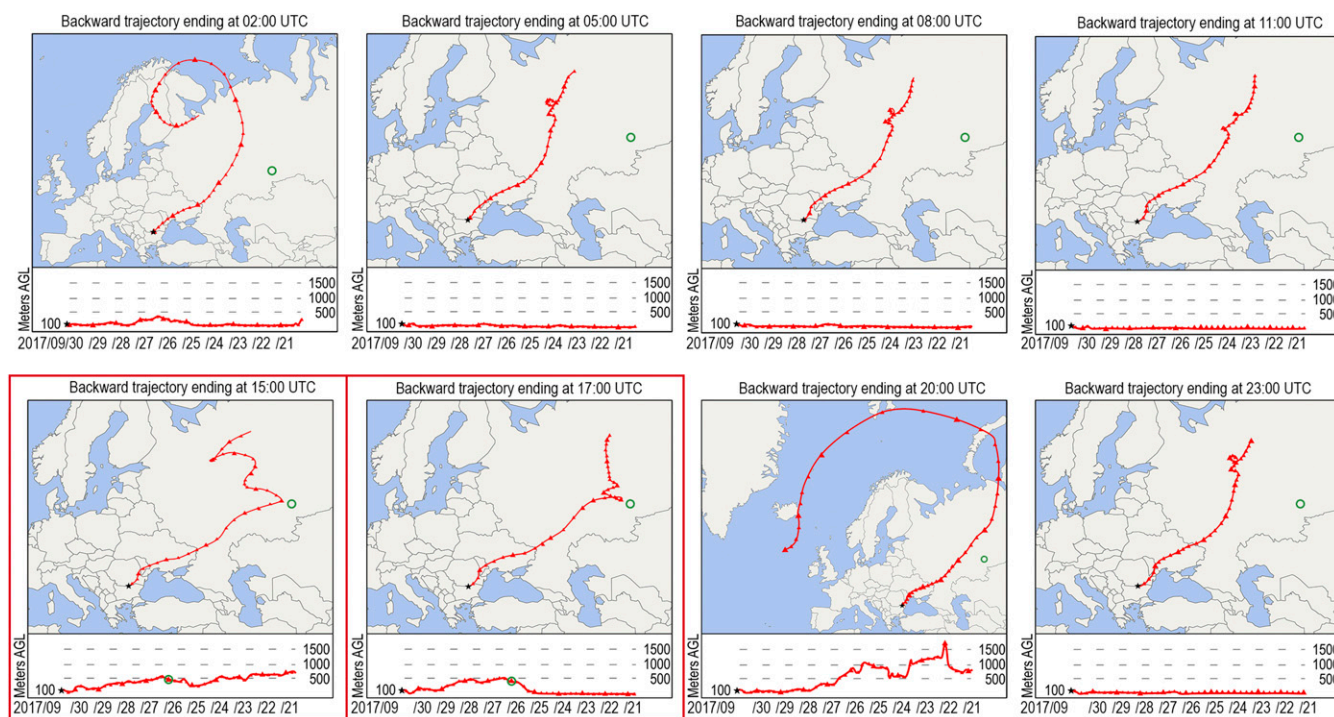 Backward trajectory ending at 02:00 UTC
Meters AGL
1500
1000
500
100
2017/09/30 /29 /28 /27 /26 /25 /24 /23 /22 /21
Backward trajectory ending at 05:00 UTC
1500
1000
500
100
/30 /29 /28 /27 /26 /25 /24 /23 /22 /21
Backward trajectory ending at 08:00 UTC
1500
1000
500
100
/30 /29 /28 /27 /26 /25 /24 /23 /22 /21
Backward trajectory ending at 11:00 UTC
Meters AGL
1500
1000
500
100
/30 /29 /28 /27 /26 /25 /24 /23 /22 /21
Backward trajectory ending at 15:00 UTC
Meters AGL
1500
1000
500
100
2017/09 /30 /29 /28 /27 /26 /25 /24 /23 /22 /21
Backward trajectory ending at 17:00 UTC
Meters AGL
1500
1000
500
100
2017/09 /30 /29 /28 /27 /26 /25 /24 /23 /22 /21
Backward trajectory ending at 20:00 UTC
Meters AGL
1500
1000
500
100
2017/09 /30 /29 /28 /27 /26 /25 /24 /23 /22 /21
Backward trajectory ending at 23:00 UTC
Meters AGL
1500
1000
500
100
2017/09 /30 /29 /28 /27 /26 /25 /24 /23 /22 /21